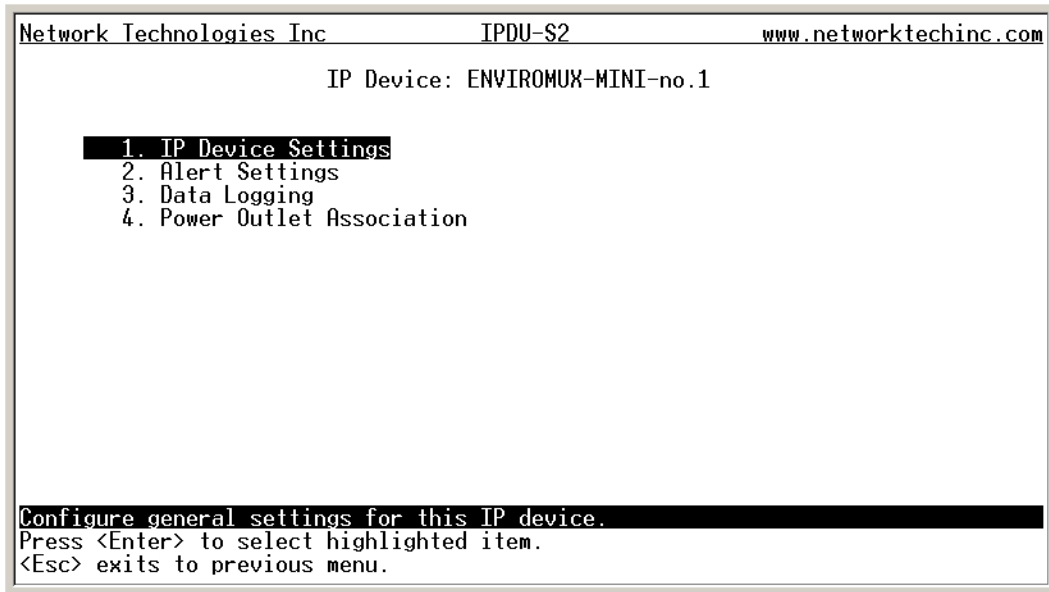 Network Technologies Inc IPDU-S2 www.networktechinc.com
IP Device: ENVIROMUX-MINI-no.1
1. IP Device Settings
2. Alert Settings
3. Data Logging
4. Power Outlet Association
Configure general settings for this IP device.
Press <Enter> to select highlighted item.
<Esc> exits to previous menu.